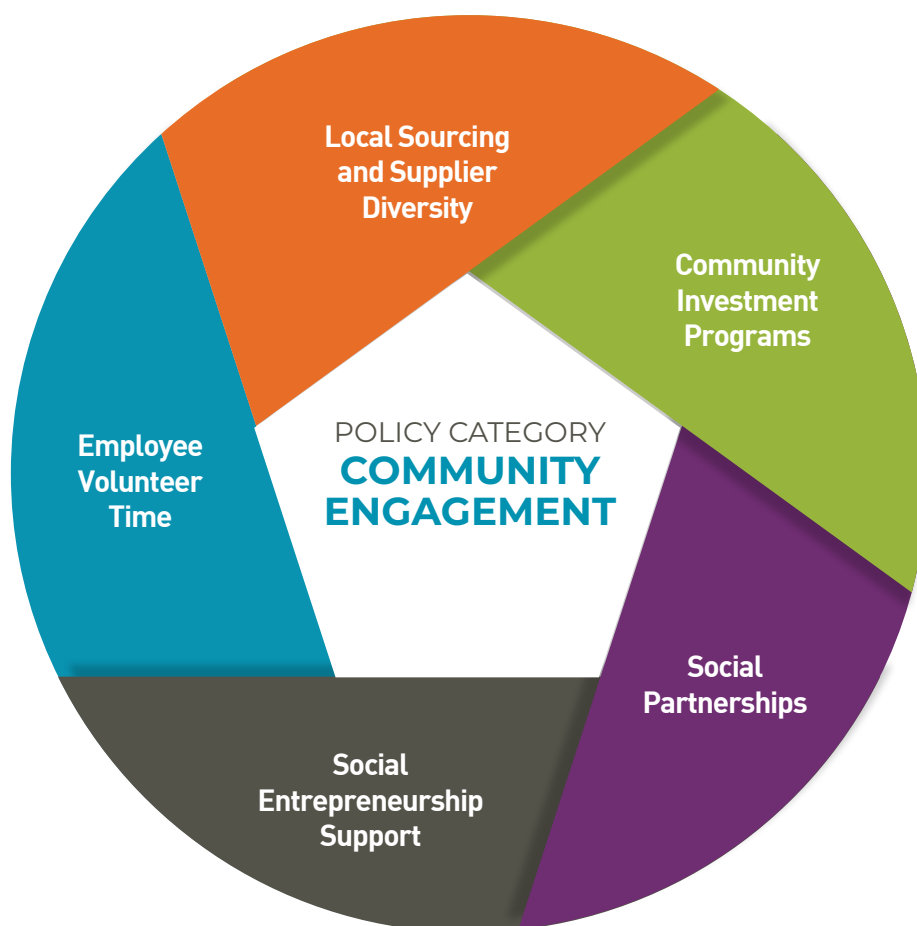 Local Sourcing
and Supplier
Diversity
Community
Investment
Programs
POLICY CATEGORY
COMMUNITY
ENGAGEMENT
Employee
Volunteer
Time
Social
Partnerships
Social
Entrepreneurship
Support